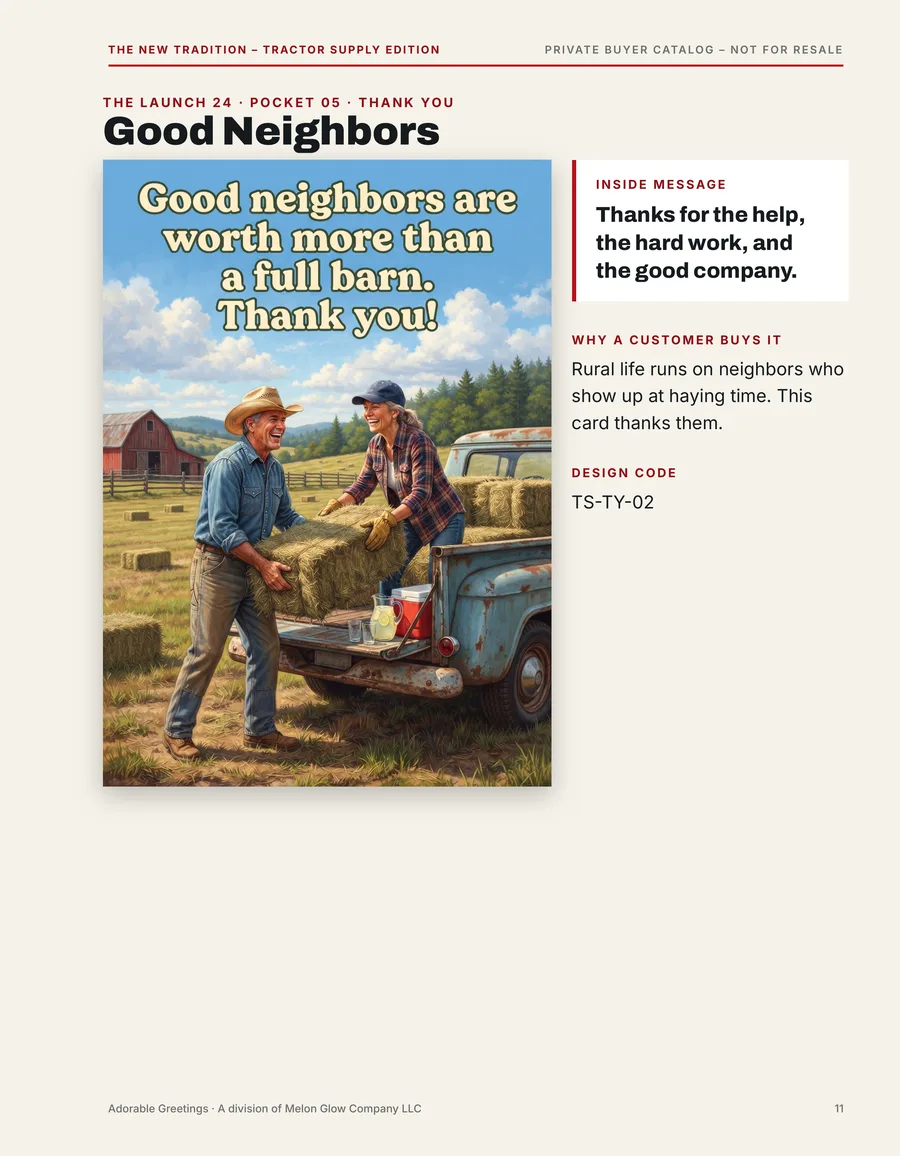 THE NEW TRADITION – TRACTOR SUPPLY EDITION
PRIVATE BUYER CATALOG – NOT FOR RESALE
THE LAUNCH 24 · POCKET 05 · THANK YOU
Good Neighbors
Good neighbors are
worth more than
a full barn.
Thank you!
INSIDE MESSAGE
Thanks for the help,
the hard work, and
the good company.
WHY A CUSTOMER BUYS IT
Rural life runs on neighbors who
show up at haying time. This
card thanks them.
DESIGN CODE
TS-TY-02
Adorable Greetings · A division of Melon Glow Company LLC
11